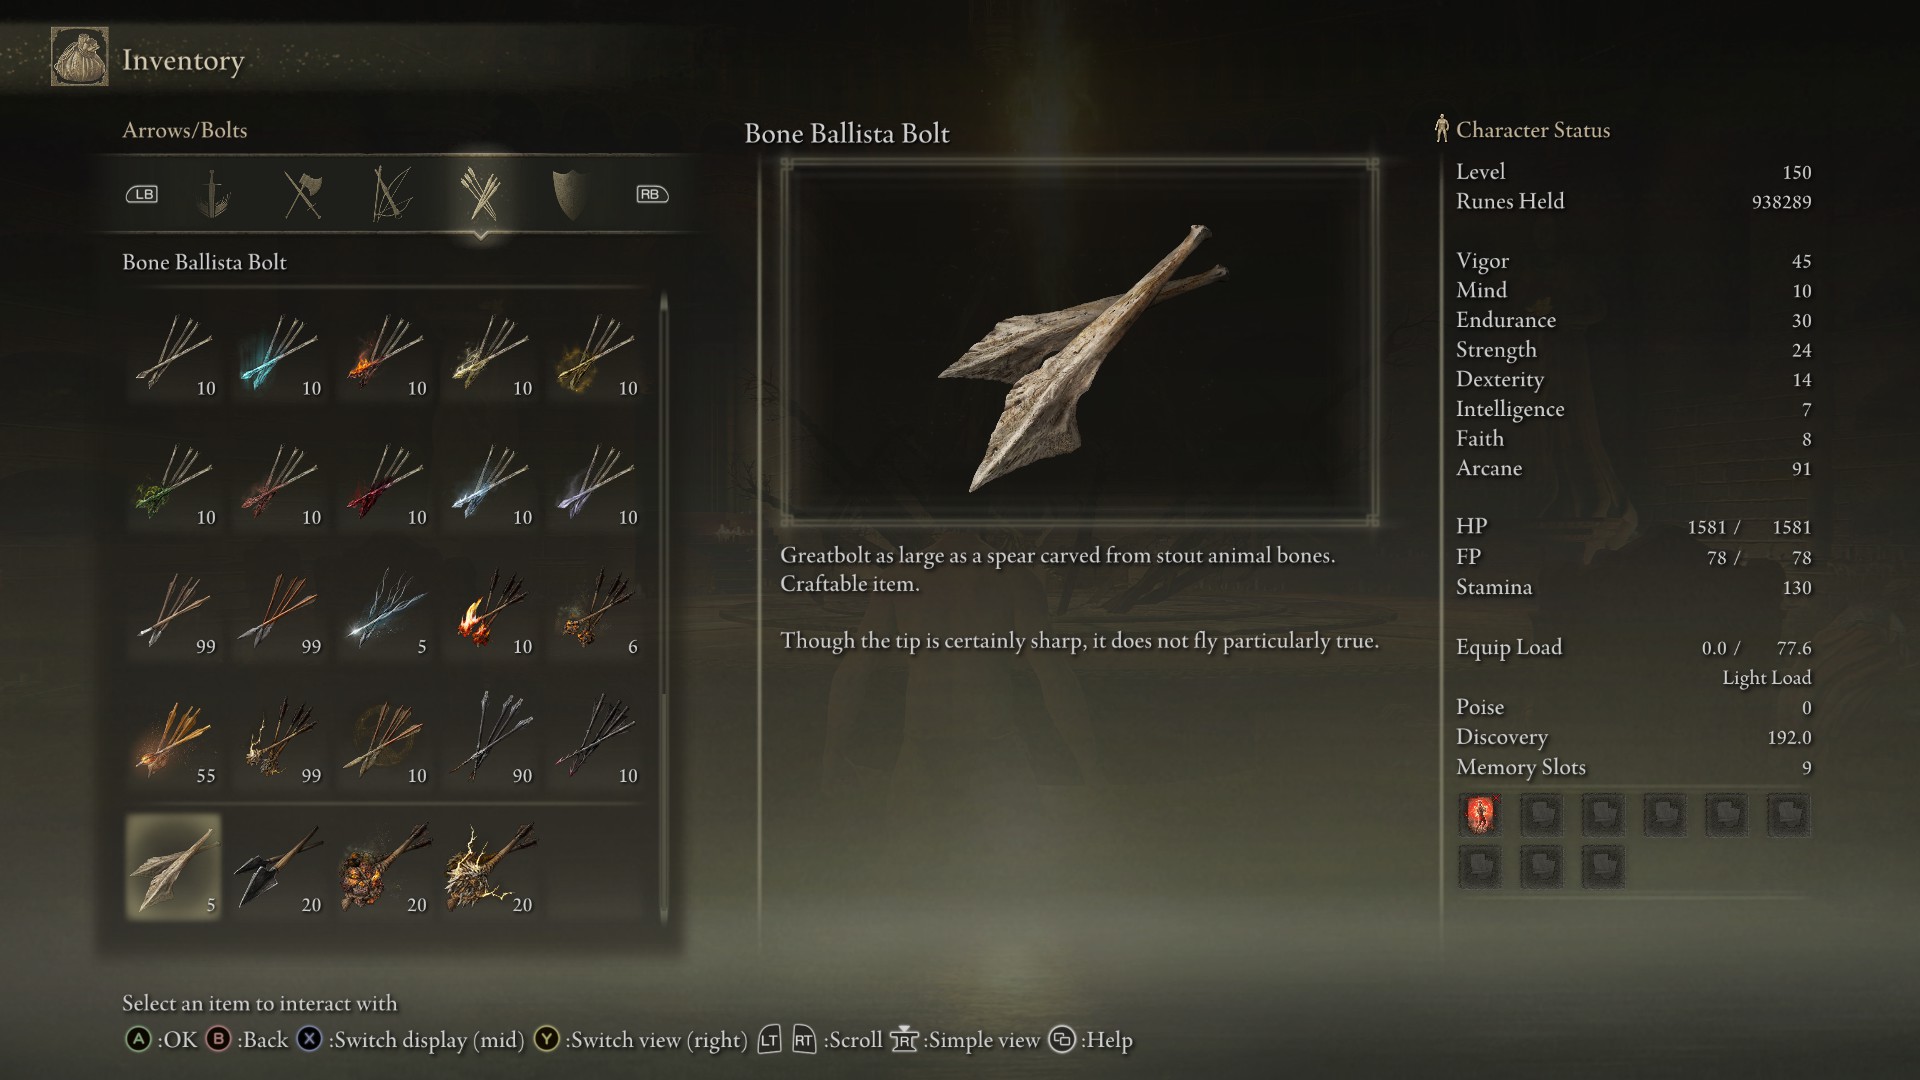 Inventory
Arrows/Bolts
LB
RB
Bone Ballista Bolt
10 10 10 10 10
10 10 10 10 10
99 99 5 10 6
55 99 10 90 10
5 20 20 20
Bone Ballista Bolt
Greatbolt as large as a spear carved from stout animal bones.
Craftable item.
Though the tip is certainly sharp, it does not fly particularly true.
Character Status
Level 150
Runes Held 938289
Vigor 45
Mind 10
Endurance 30
Strength 24
Dexterity 14
Intelligence 7
Faith 8
Arcane 91
HP 1581 / 1581
FP 78 / 78
Stamina 130
Equip Load 0.0 / 77.6
Light Load
Poise 0
Discovery 192.0
Memory Slots 9
Select an item to interact with
A :OK B :Back X :Switch display (mid) Y :Switch view (right) LT RT :Scroll R :Simple view :Help